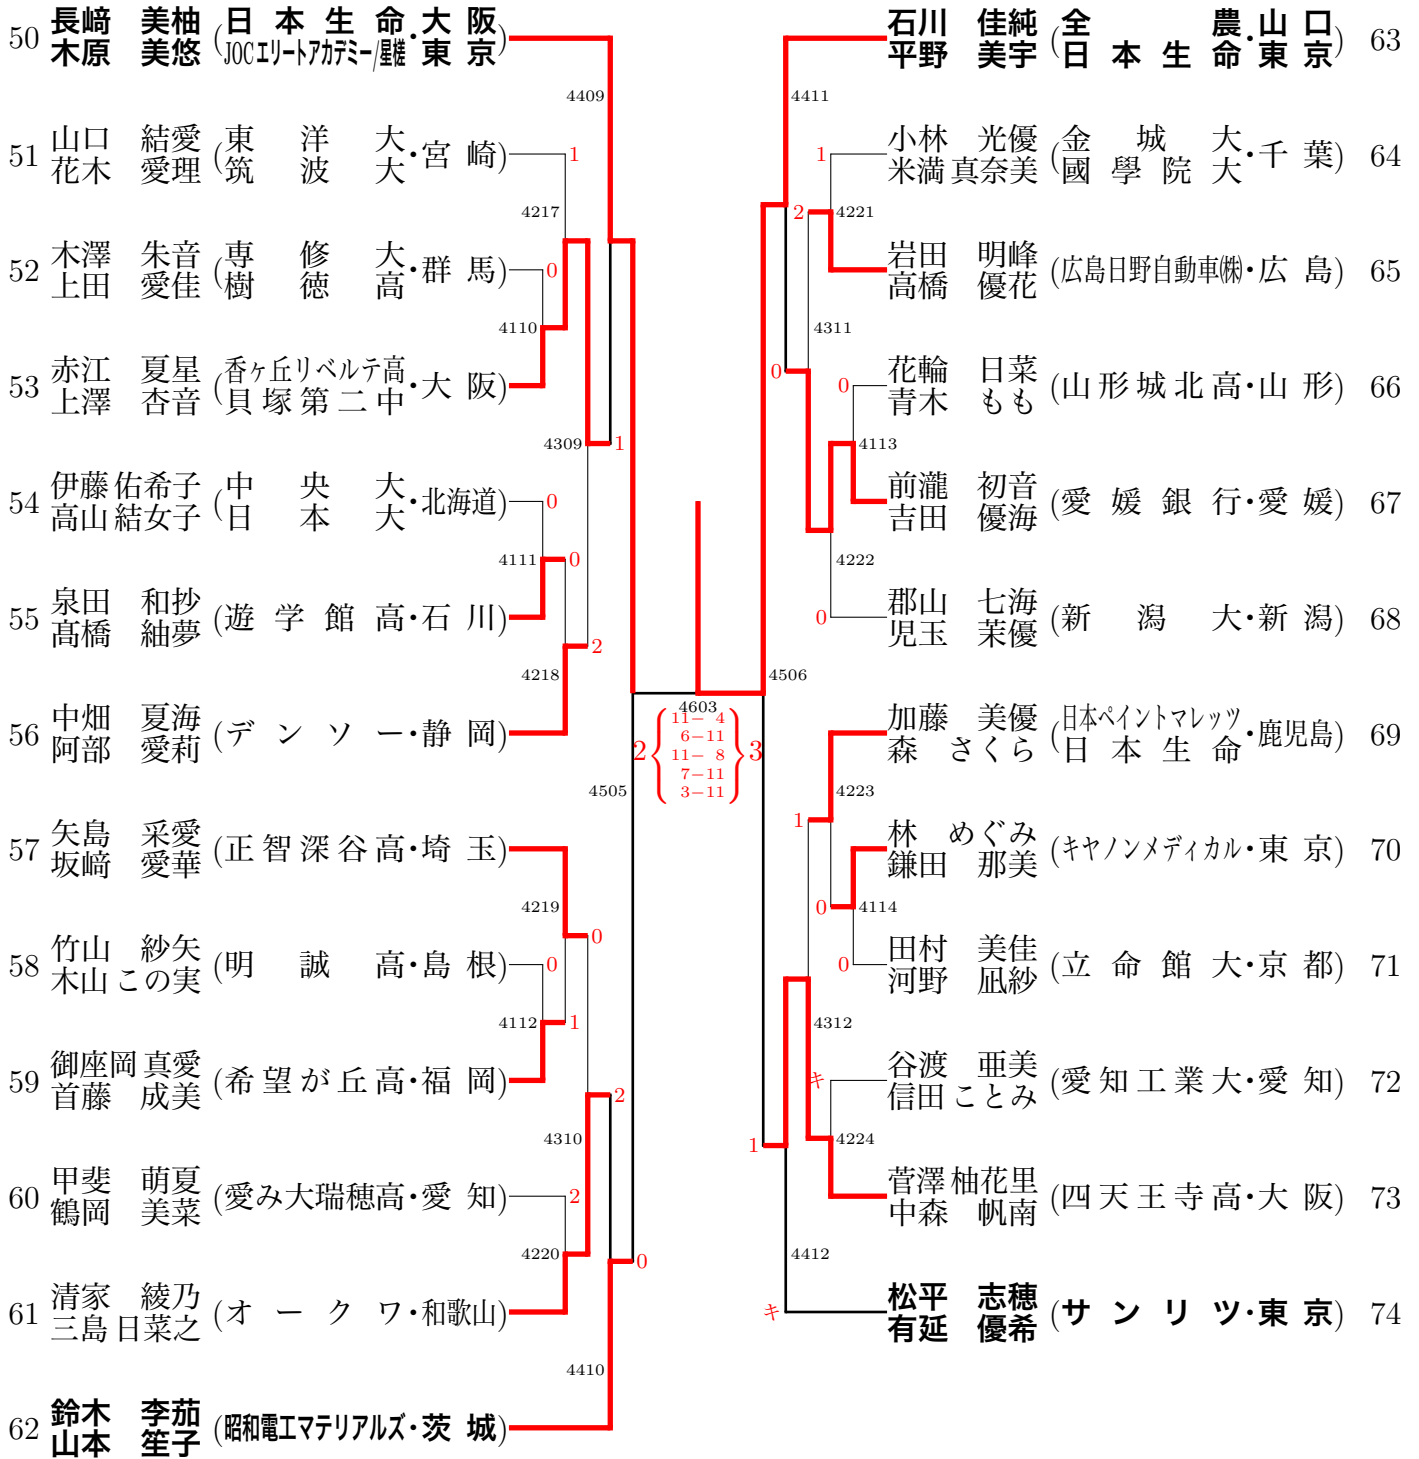 50 長﨑 美柚 (日本生命・大阪)
木原 美悠 (JOCエリートアカデミー/星槎・東京)
4409
51 山口 結愛 (東洋大・宮崎)
花木 愛理 (筑波大・宮崎)
1
4217
52 木澤 朱音 (専修大・群馬)
上田 愛佳 (樹徳高・群馬)
0
4110
53 赤江 夏星 (香ヶ丘リベルテ高・大阪)
上澤 杏音 (貝塚第二中・大阪)
4309
1
54 伊藤 佑希子 (中央大・北海道)
高山 結女子 (日本大・北海道)
0
4111
0
55 泉田 和抄 (遊学館高・石川)
髙橋 紬夢
2
4218
56 中畑 夏海 (デンソー・静岡)
阿部 愛莉
4505
57 矢島 采愛 (正智深谷高・埼玉)
坂﨑 愛華
4219
0
58 竹山 紗矢 (明誠高・島根)
木山 この実
0
4112
1
59 御座岡 真愛 (希望が丘高・福岡)
首藤 成美
2
4310
60 甲斐 萌夏 (愛み大瑞穂高・愛知)
鶴岡 美菜
2
4220
0
61 清家 綾乃 (オークワ・和歌山)
三島 日菜之
4410
62 鈴木 李茄 (昭和電工マテリアルズ・茨城)
山本 笙子
4603
2
11- 4
6-11
11- 8
7-11
3-11
3
石川 佳純 (全農・山口) 63
平野 美宇 (日本生命・東京)
4411
小林 光優 (金城大・千葉) 64
米満 真奈美 (國學院大・千葉)
1
2
4221
岩田 明峰 (広島日野自動車㈱・広島) 65
高橋 優花
4311
0
花輪 日菜 (山形城北高・山形) 66
青木 もも
0
4113
前瀧 初音 (愛媛銀行・愛媛) 67
吉田 優海
4222
郡山 七海 (新潟大・新潟) 68
児玉 茉優
0
4506
加藤 美優 (日本ペイントマレッツ・鹿児島) 69
森 さくら (日本生命・鹿児島)
4223
1
林 めぐみ (キヤノンメディカル・東京) 70
鎌田 那美
0
4114
田村 美佳 (立命館大・京都) 71
河野 凪紗
0
4312
谷渡 亜美 (愛知工業大・愛知) 72
信田 ことみ
キ
4224
1
菅澤 柚花里 (四天王寺高・大阪) 73
中森 帆南
4412
松平 志穂 (サンリツ・東京) 74
有延 優希
キ